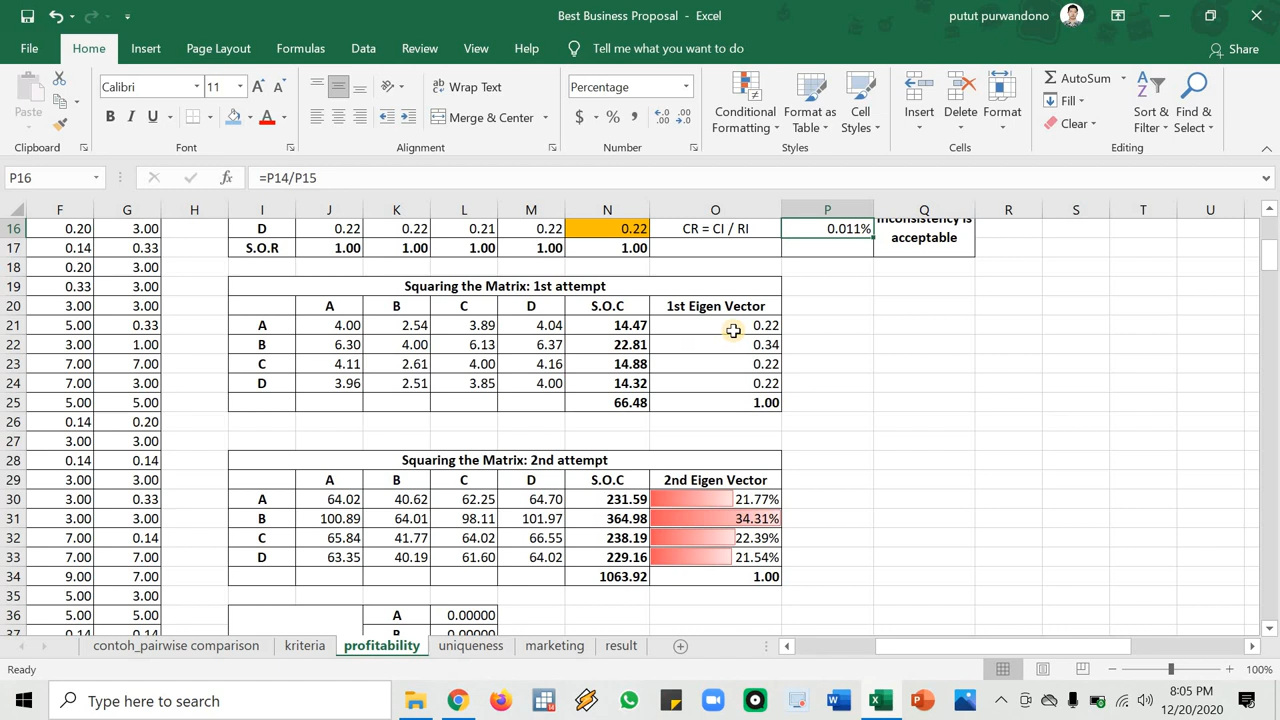 Best Business Proposal - Excel
putut purwandono
File Home Insert Page Layout Formulas Data Review View Help Tell me what you want to do Share
Paste
Calibri 11
B I U
Wrap Text
Merge & Center
Percentage
$ % ,
Conditional Formatting
Format as Table
Cell Styles
Insert Delete Format
AutoSum
Fill
Clear
Sort & Filter
Find & Select
Clipboard Font Alignment Number Styles Cells Editing
P16 fx =P14/P15
F G H I J K L M N O P Q R S T U
16 0.20 3.00 D 0.22 0.22 0.21 0.22 0.22 CR = CI / RI 0.011% inconsistency is acceptable
17 0.14 0.33 S.O.R 1.00 1.00 1.00 1.00 1.00
18 0.20 3.00
19 0.33 3.00 Squaring the Matrix: 1st attempt
20 3.00 3.00 A B C D S.O.C 1st Eigen Vector
21 5.00 0.33 A 4.00 2.54 3.89 4.04 14.47 0.22
22 3.00 1.00 B 6.30 4.00 6.13 6.37 22.81 0.34
23 7.00 7.00 C 4.11 2.61 4.00 4.16 14.88 0.22
24 7.00 3.00 D 3.96 2.51 3.85 4.00 14.32 0.22
25 5.00 5.00 66.48 1.00
26 0.14 0.20
27 3.00 3.00
28 0.14 0.14 Squaring the Matrix: 2nd attempt
29 3.00 3.00 A B C D S.O.C 2nd Eigen Vector
30 3.00 0.33 A 64.02 40.62 62.25 64.70 231.59 21.77%
31 3.00 3.00 B 100.89 64.01 98.11 101.97 364.98 34.31%
32 7.00 0.14 C 65.84 41.77 64.02 66.55 238.19 22.39%
33 7.00 7.00 D 63.35 40.19 61.60 64.02 229.16 21.54%
34 9.00 7.00 1063.92 1.00
35 5.00 3.00
36 5.00 5.00 A 0.00000
37 0.14 0.14 B 0.00000
contoh_pairwise comparison kriteria profitability uniqueness marketing result
Ready 100%
Type here to search
8:05 PM
12/20/2020